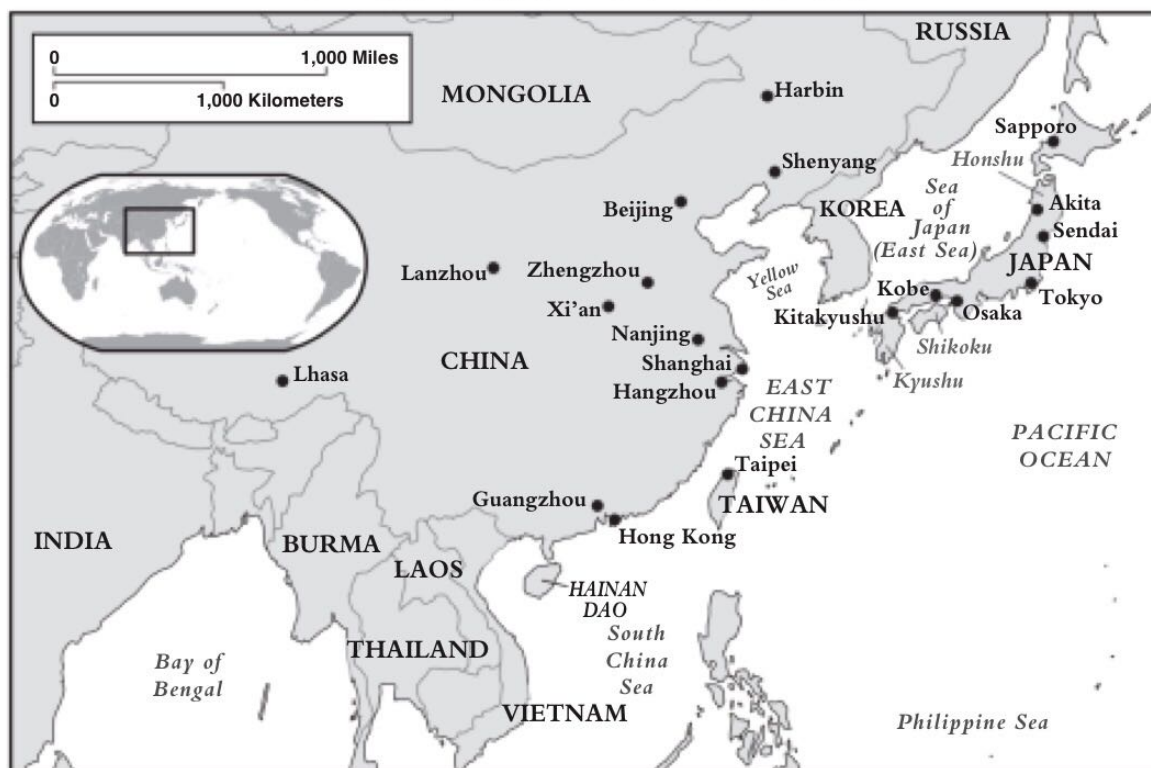 0 1,000 Miles
0 1,000 Kilometers
RUSSIA
MONGOLIA
Harbin
Sapporo
Shenyang
Honshu
Beijing
KOREA
Sea
of
Japan
(East Sea)
Akita
Sendai
Lanzhou
Zhengzhou
Yellow
Sea
JAPAN
Xi'an
Kobe
Tokyo
Kitakyushu
Osaka
Nanjing
Shikoku
CHINA
Shanghai
Lhasa
Hangzhou
Kyushu
EAST
CHINA
SEA
PACIFIC
OCEAN
Taipei
Guangzhou
TAIWAN
INDIA
BURMA
Hong Kong
LAOS
HAINAN
DAO
THAILAND
South
China
Sea
Bay of
Bengal
VIETNAM
Philippine Sea